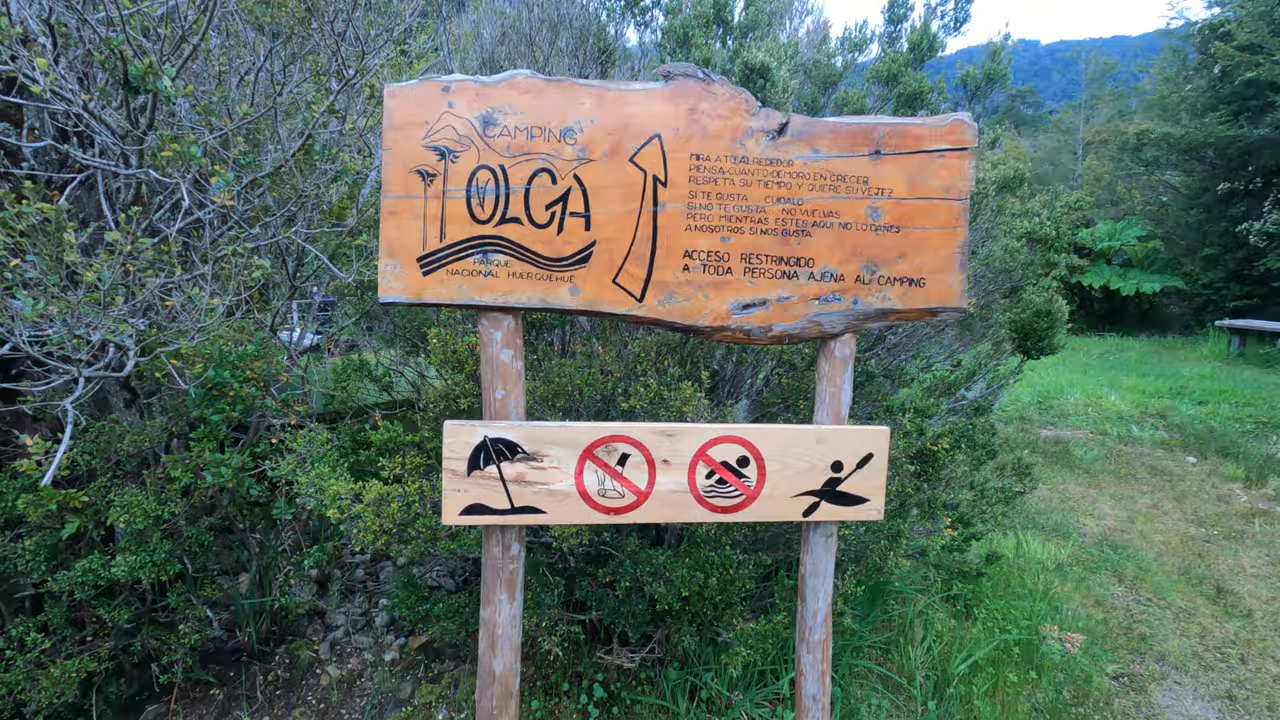 CAMPING
OLGA
PARQUE
NACIONAL HUERQUEHUE
MIRA A TU ALREDEDOR
PIENSA CUANTO DEMORO EN CRECER
RESPETA SU TIEMPO Y QUIERE SU VEJEZ
SI TE GUSTA... CUIDALO
SI NO TE GUSTA... NO VUELVAS
PERO MIENTRAS ESTES AQUI NO LO DAÑES
A NOSOTROS SI NOS GUSTA
ACCESO RESTRINGIDO
A TODA PERSONA AJENA AL CAMPING